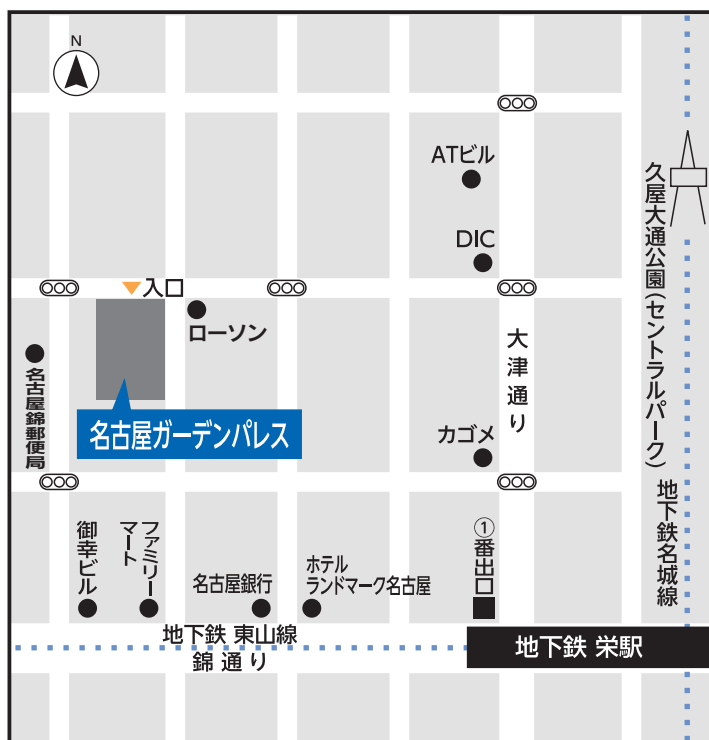 N
ATビル
DIC
入口
ローソン
名古屋錦郵便局
名古屋ガーデンパレス
大津通り
カゴメ
久屋大通公園(セントラルパーク)
地下鉄名城線
御幸ビル
ファミリー
マート
名古屋銀行
ホテル
ランドマーク名古屋
①番出口
地下鉄 東山線
錦 通 り
地下鉄 栄駅